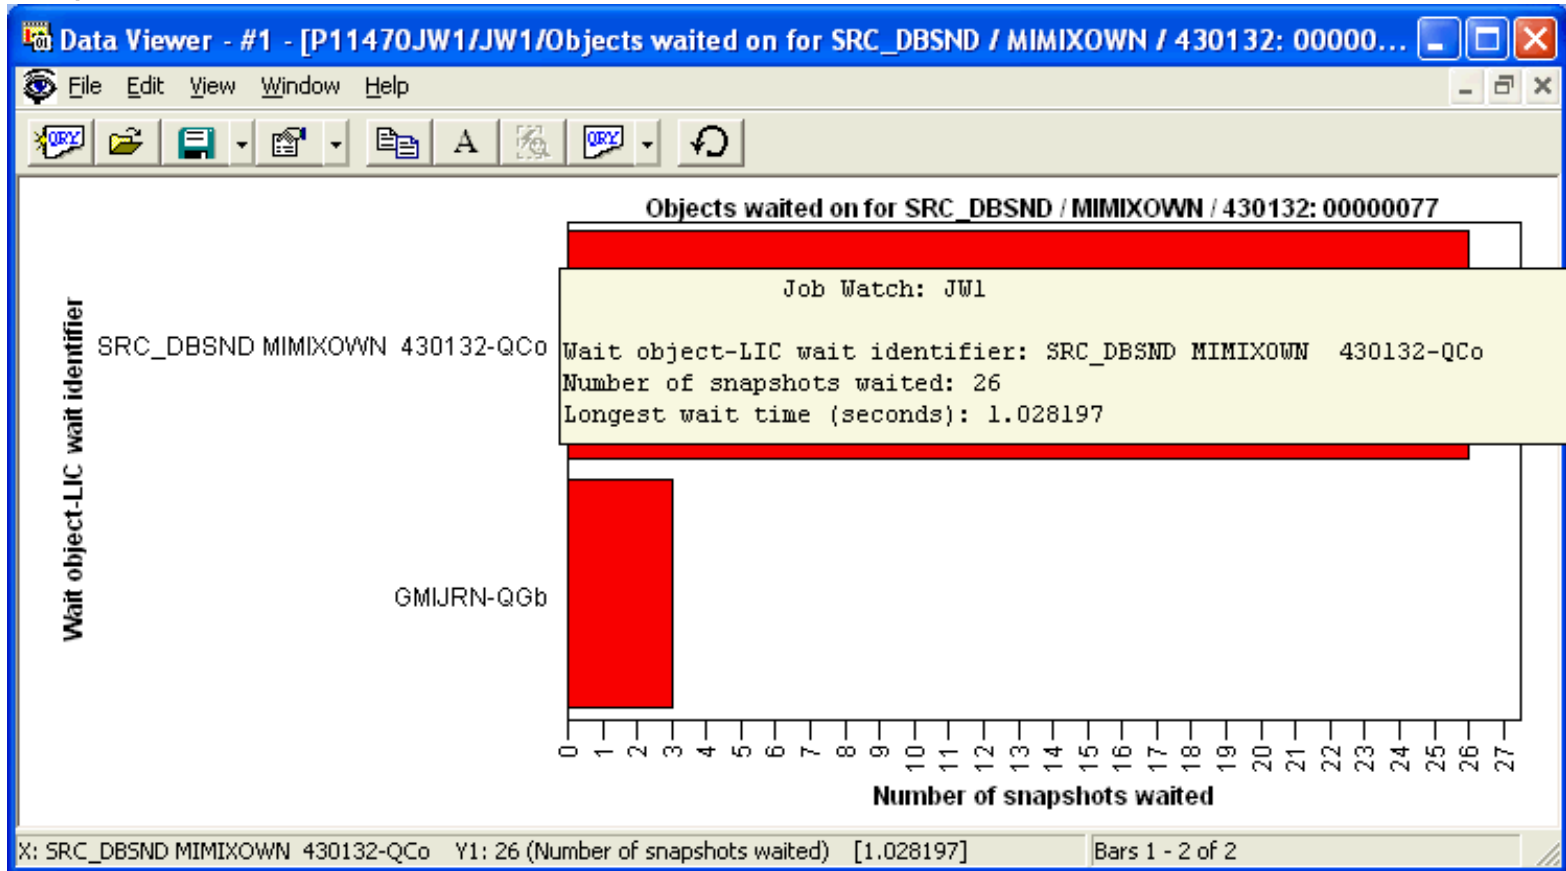 Data Viewer - #1 - [P11470JW1/JW1/Objects waited on for SRC_DBSND / MIMIXOWN / 430132: 00000...
File Edit View Window Help
QRY A QRY
Objects waited on for SRC_DBSND / MIMIXOWN / 430132: 00000077
Job Watch: JW1
Wait object-LIC wait identifier: SRC_DBSND MIMIXOWN 430132-QCo
Number of snapshots waited: 26
Longest wait time (seconds): 1.028197
Wait object-LIC wait identifier
SRC_DBSND MIMIXOWN 430132-QCo
GMIJRN-QGb
0 1 2 3 4 5 6 7 8 9 10 11 12 13 14 15 16 17 18 19 20 21 22 23 24 25 26 27
Number of snapshots waited
X: SRC_DBSND MIMIXOWN 430132-QCo Y1: 26 (Number of snapshots waited) [1.028197] Bars 1 - 2 of 2